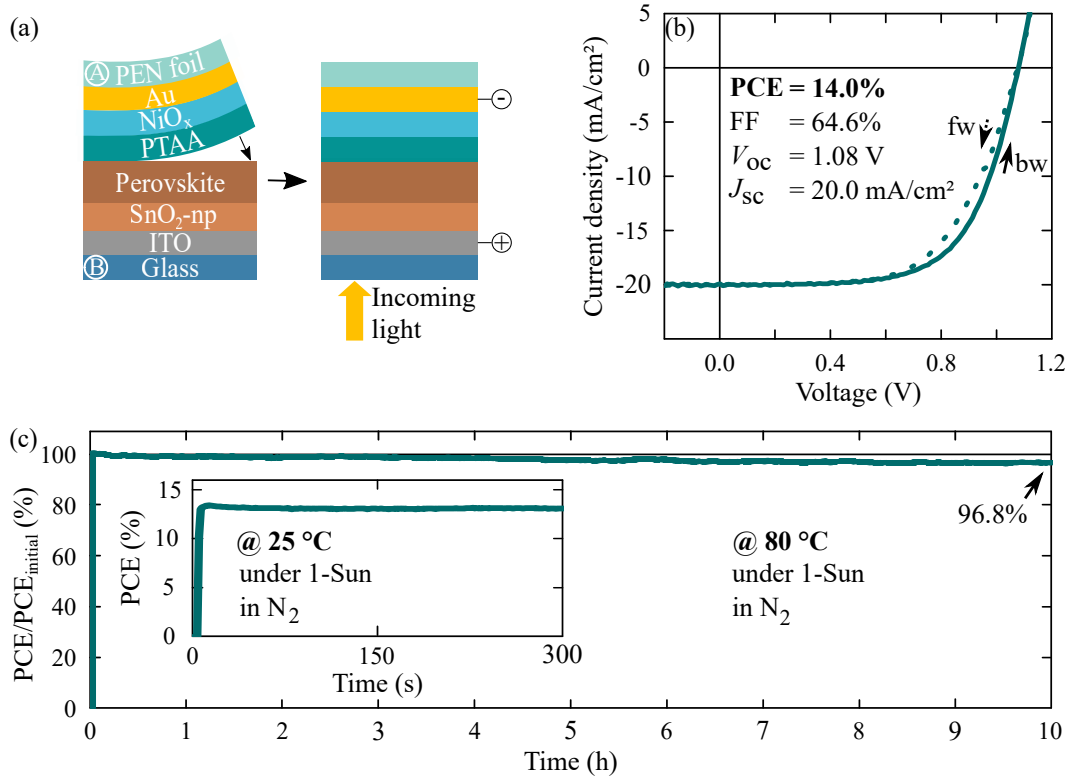 (a)
Ⓐ PEN foil
Au
NiOₓ
PTAA
Perovskite
SnO₂-np
ITO
Ⓑ Glass
⊖
⊕
Incoming
light
(b)
Current density (mA/cm²)
5
0
-5
-10
-15
-20
PCE = 14.0%
FF = 64.6%
Vₒc = 1.08 V
Jsc = 20.0 mA/cm²
fw
bw
0.0 0.4 0.8 1.2
Voltage (V)
(c)
PCE/PCEinitial (%)
100
80
60
40
20
0
PCE (%)
15
10
5
0
0 150 300
Time (s)
@ 25 °C
under 1-Sun
in N₂
@ 80 °C
under 1-Sun
in N₂
96.8%
0 1 2 3 4 5 6 7 8 9 10
Time (h)